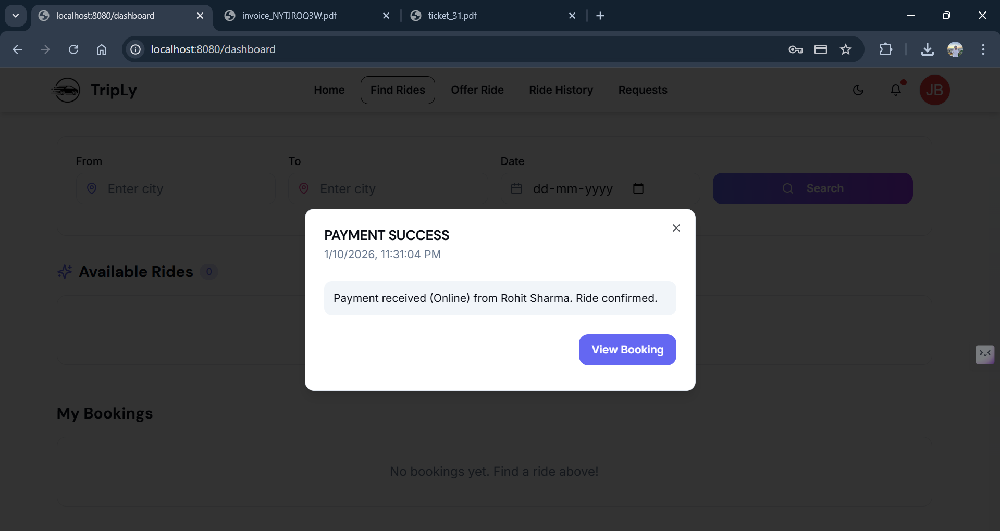 localhost:8080/dashboard
invoice_NYTJROQ3W.pdf
ticket_31.pdf
localhost:8080/dashboard
TripLy
Home
Find Rides
Offer Ride
Ride History
Requests
JB
From
To
Date
Enter city
Enter city
dd-mm-yyyy
Search
PAYMENT SUCCESS
1/10/2026, 11:31:04 PM
Available Rides 0
Payment received (Online) from Rohit Sharma. Ride confirmed.
View Booking
My Bookings
No bookings yet. Find a ride above!